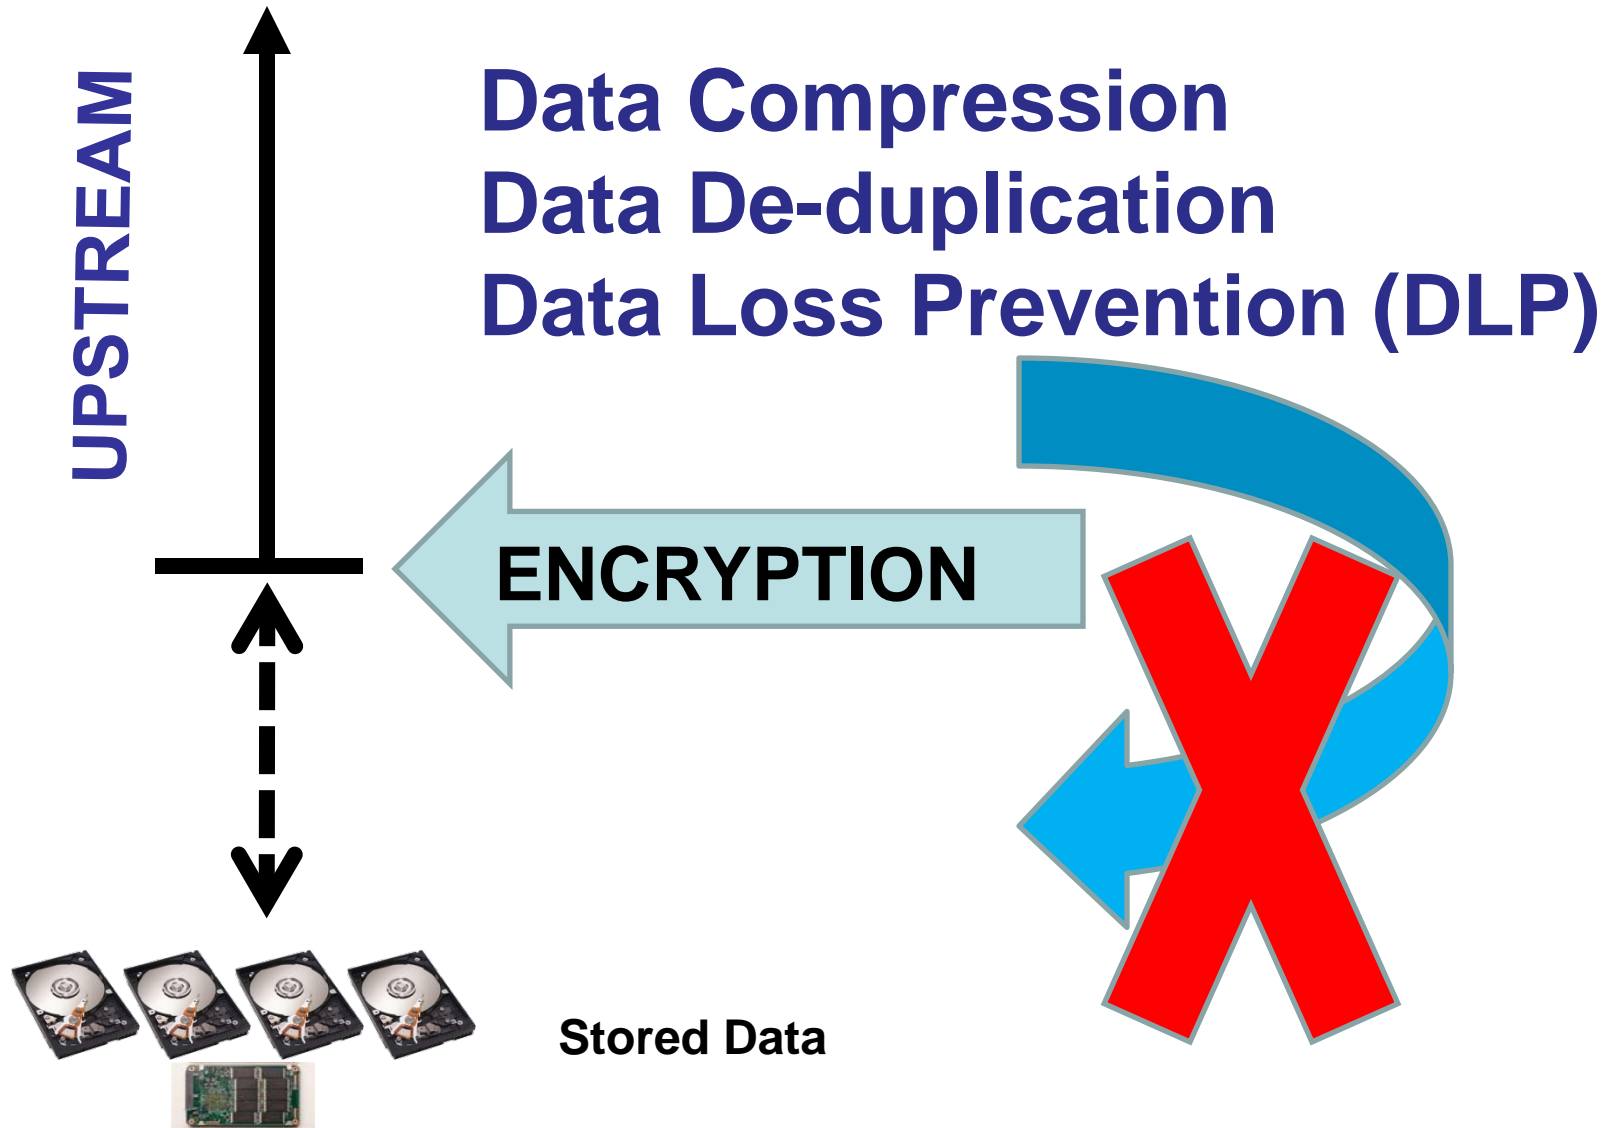 UPSTREAM
Data Compression
Data De-duplication
Data Loss Prevention (DLP)
ENCRYPTION
Stored Data